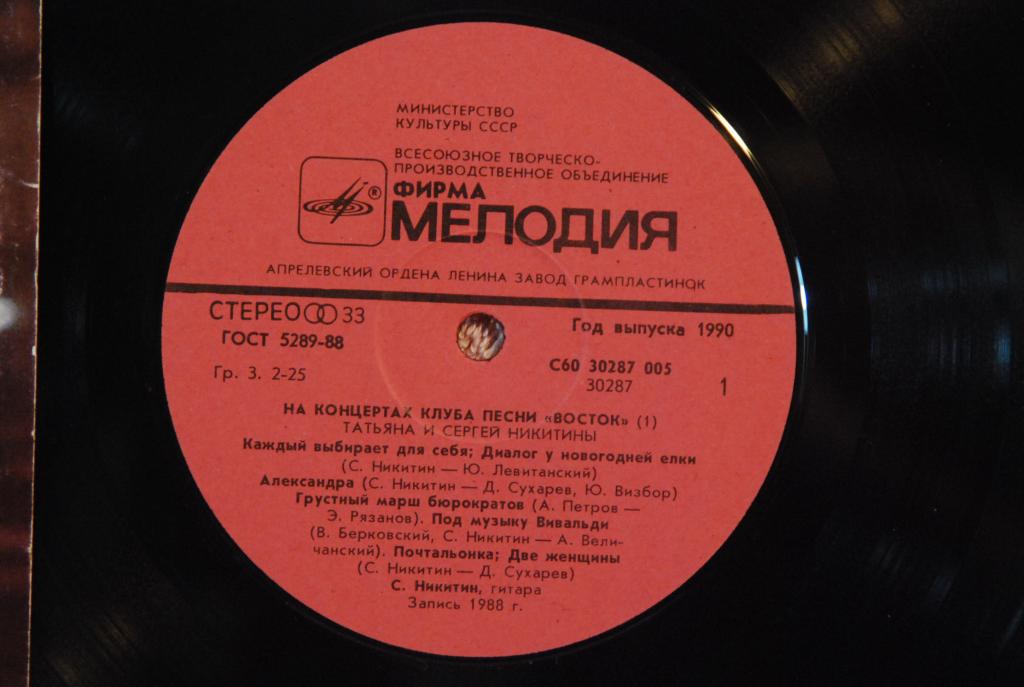 МИНИСТЕРСТВО
КУЛЬТУРЫ СССР
ВСЕСОЮЗНОЕ ТВОРЧЕСКО-
ПРОИЗВОДСТВЕННОЕ ОБЪЕДИНЕНИЕ
®
ФИРМА
МЕЛОДИЯ
АПРЕЛЕВСКИЙ ОРДЕНА ЛЕНИНА ЗАВОД ГРАМПЛАСТИНОК
СТЕРЕО 33
ГОСТ 5289-88
Гр. 3. 2-25
Год выпуска 1990
С60 30287 005
30287
1
НА КОНЦЕРТАХ КЛУБА ПЕСНИ «ВОСТОК» (1)
ТАТЬЯНА И СЕРГЕЙ НИКИТИНЫ
Каждый выбирает для себя; Диалог у новогодней елки
(С. Никитин — Ю. Левитанский)
Александра (С. Никитин — Д. Сухарев, Ю. Визбор)
Грустный марш бюрократов (А. Петров —
Э. Рязанов). Под музыку Вивальди
(В. Берковский, С. Никитин — А. Вели-
чанский). Почтальонка; Две женщины
(С. Никитин — Д. Сухарев)
С. Никитин, гитара
Запись 1988 г.